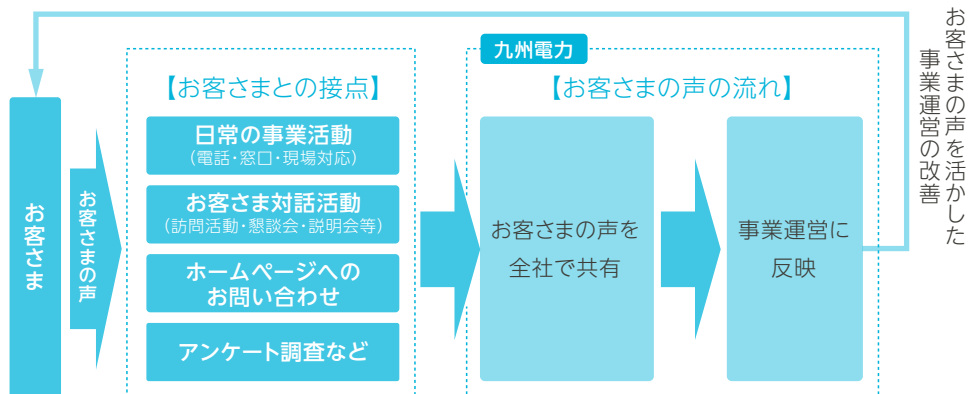 お客さま
お客さまの声
【お客さまとの接点】
日常の事業活動
（電話・窓口・現場対応）
お客さま対話活動
（訪問活動・懇談会・説明会等）
ホームページへの
お問い合わせ
アンケート調査など
九州電力
【お客さまの声の流れ】
お客さまの声を
全社で共有
事業運営に
反映
お客さまの声を活かした
事業運営の改善